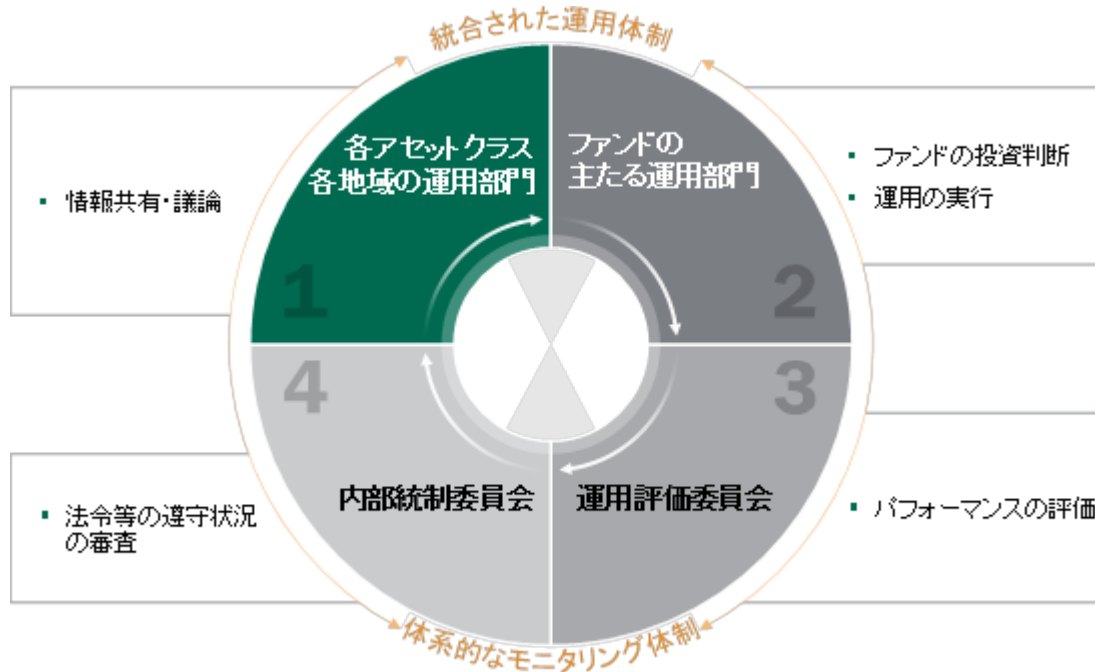 統合された運用体制
各アセットクラス
各地域の運用部門
1
▪ 情報共有・議論
ファンドの
主たる運用部門
2
▪ ファンドの投資判断
▪ 運用の実行
3
運用評価委員会
▪ パフォーマンスの評価
4
内部統制委員会
▪ 法令等の遵守状況
の審査
体系的なモニタリング体制